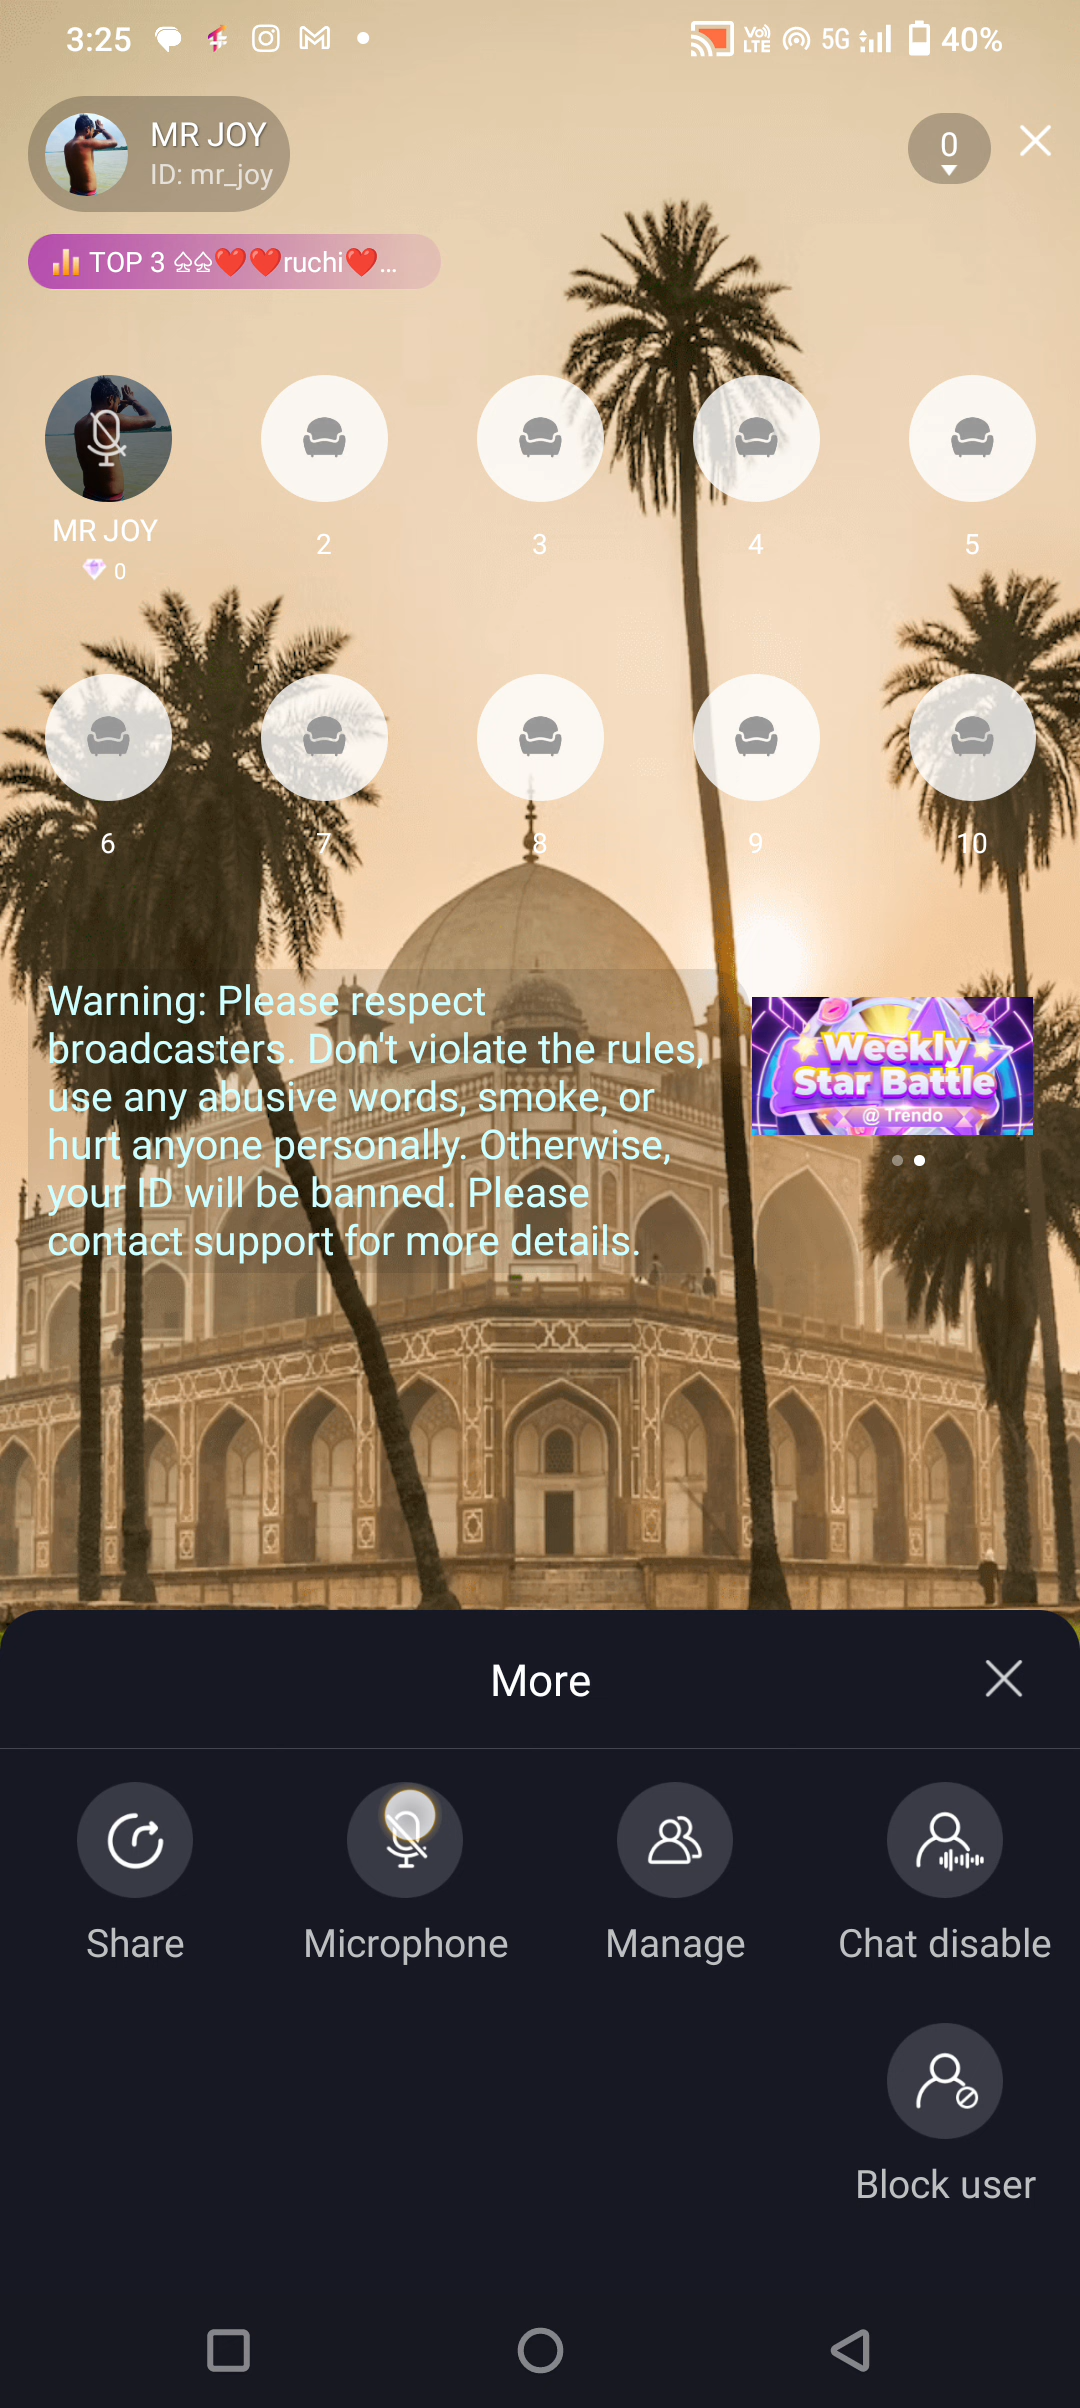 3:25 5G 40%
MR JOY
ID: mr_joy
0
TOP 3 ♤♤❤️❤️ruchi❤️...
MR JOY
0
2
3
4
5
6
7
8
9
10
Warning: Please respect
broadcasters. Don't violate the rules,
use any abusive words, smoke, or
hurt anyone personally. Otherwise,
your ID will be banned. Please
contact support for more details.
Weekly
Star Battle
@ Trendo
More
Share
Microphone
Manage
Chat disable
Block user